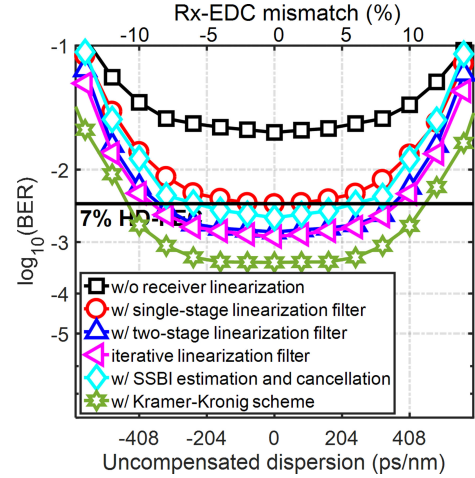 Rx-EDC mismatch (%)
-10 -5 0 5 10
-1
-2
-3
-4
-5
log10(BER)
7% HD-FEC
w/o receiver linearization
w/ single-stage linearization filter
w/ two-stage linearization filter
iterative linearization filter
w/ SSBI estimation and cancellation
w/ Kramer-Kronig scheme
-408 -204 0 204 408
Uncompensated dispersion (ps/nm)